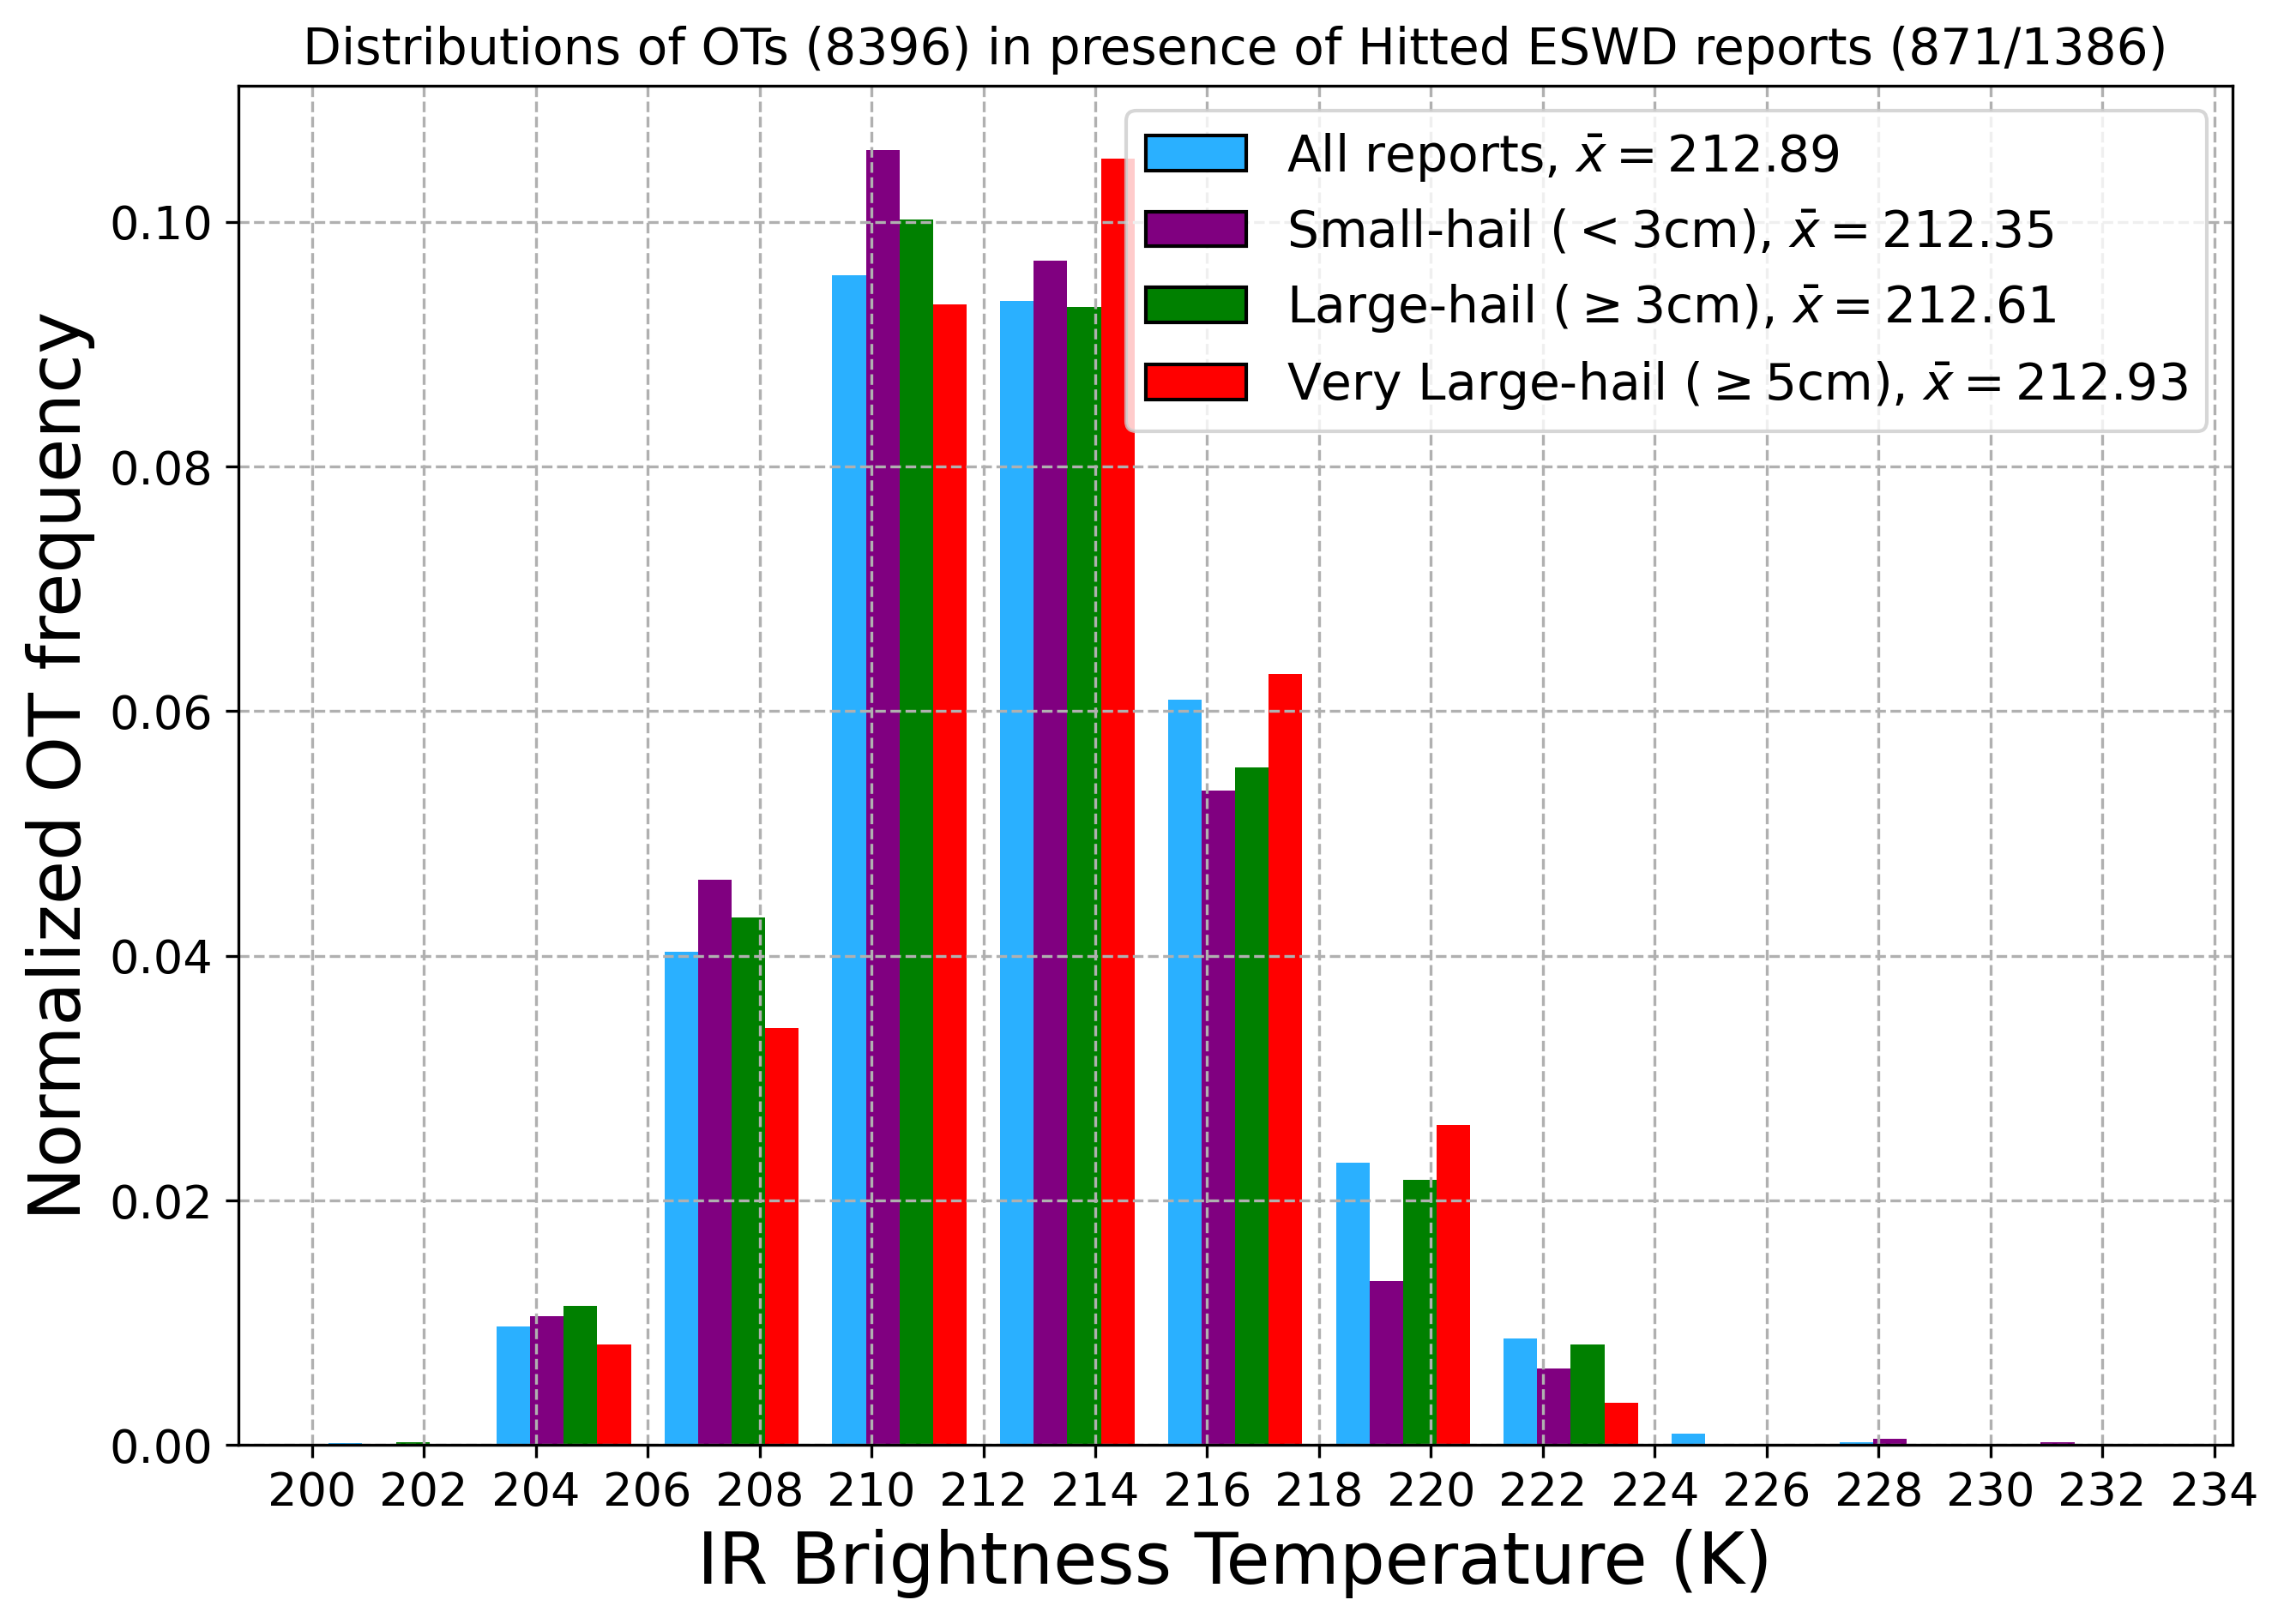 Distributions of OTs (8396) in presence of Hitted ESWD reports (871/1386)
All reports, x̄ = 212.89
Small-hail ( < 3cm), x̄ = 212.35
Large-hail ( ≥ 3cm), x̄ = 212.61
Very Large-hail ( ≥ 5cm), x̄ = 212.93
Normalized OT frequency
0.10
0.08
0.06
0.04
0.02
0.00
200 202 204 206 208 210 212 214 216 218 220 222 224 226 228 230 232 234
IR Brightness Temperature (K)